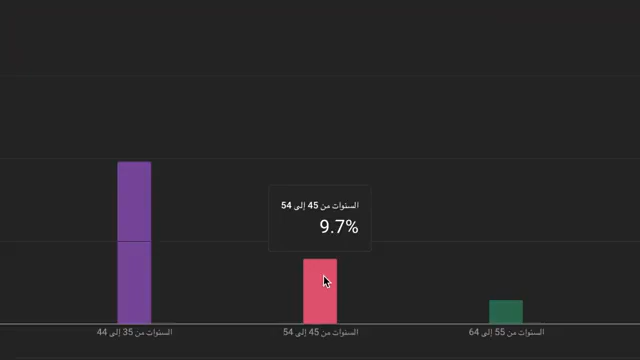 السنوات من 45 إلى 54
9.7%
السنوات من 35 إلى 44
السنوات من 45 إلى 54
السنوات من 55 إلى 64